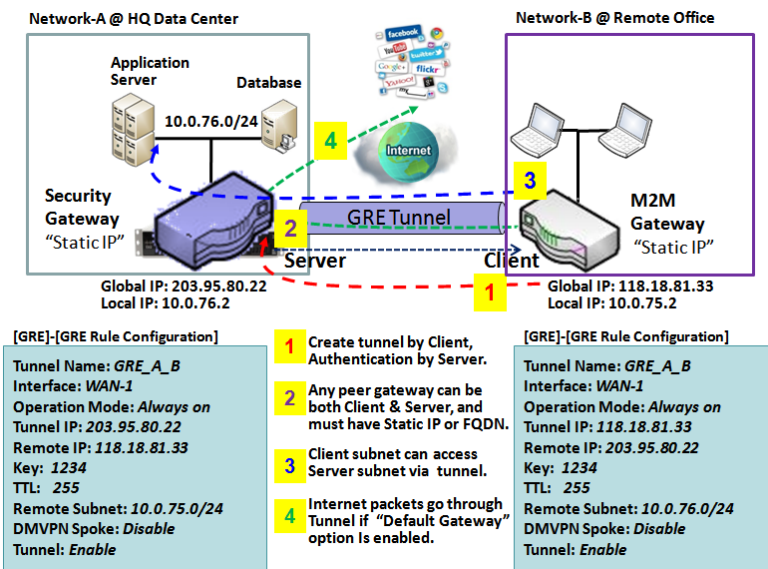 Network-A @ HQ Data Center
Network-B @ Remote Office
Application
Server
Database
10.0.76.0/24
facebook
YouTube
twitter
Google+
flickr
YAHOO!
my
Internet
4
3
Security
Gateway
"Static IP"
2
GRE Tunnel
M2M
Gateway
"Static IP"
Server
Client
1
Global IP: 203.95.80.22
Local IP: 10.0.76.2
Global IP: 118.18.81.33
Local IP: 10.0.75.2
[GRE]-[GRE Rule Configuration]
Tunnel Name: GRE_A_B
Interface: WAN-1
Operation Mode: Always on
Tunnel IP: 203.95.80.22
Remote IP: 118.18.81.33
Key: 1234
TTL: 255
Remote Subnet: 10.0.75.0/24
DMVPN Spoke: Disable
Tunnel: Enable
1 Create tunnel by Client,
Authentication by Server.
2 Any peer gateway can be
both Client & Server, and
must have Static IP or FQDN.
3 Client subnet can access
Server subnet via tunnel.
4 Internet packets go through
Tunnel if "Default Gateway"
option Is enabled.
[GRE]-[GRE Rule Configuration]
Tunnel Name: GRE_A_B
Interface: WAN-1
Operation Mode: Always on
Tunnel IP: 118.18.81.33
Remote IP: 203.95.80.22
Key: 1234
TTL: 255
Remote Subnet: 10.0.76.0/24
DMVPN Spoke: Disable
Tunnel: Enable